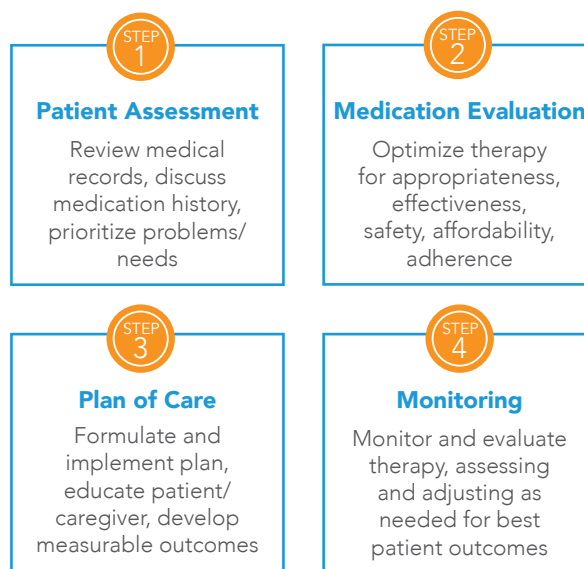 STEP
1
Patient Assessment
Review medical
records, discuss
medication history,
prioritize problems/
needs
STEP
2
Medication Evaluation
Optimize therapy
for appropriateness,
effectiveness,
safety, affordability,
adherence
STEP
3
Plan of Care
Formulate and
implement plan,
educate patient/
caregiver, develop
measurable outcomes
STEP
4
Monitoring
Monitor and evaluate
therapy, assessing
and adjusting as
needed for best
patient outcomes